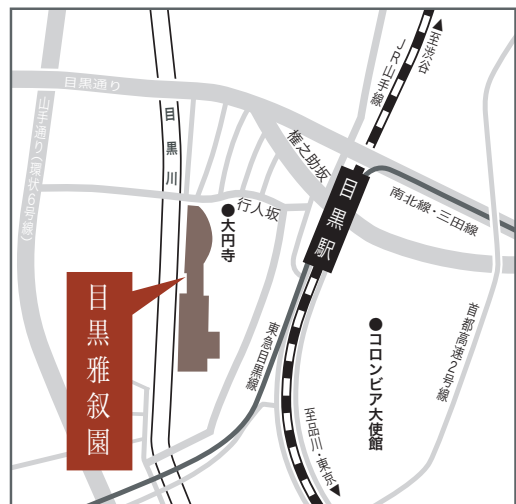 至渋谷
JR山手線
目黒通り
山手通り(環状6号線)
目黒川
権之助坂
目黒駅
南北線・三田線
行人坂
大円寺
目黒雅叙園
東急目黒線
コロンビア大使館
首都高速2号線
至品川・東京